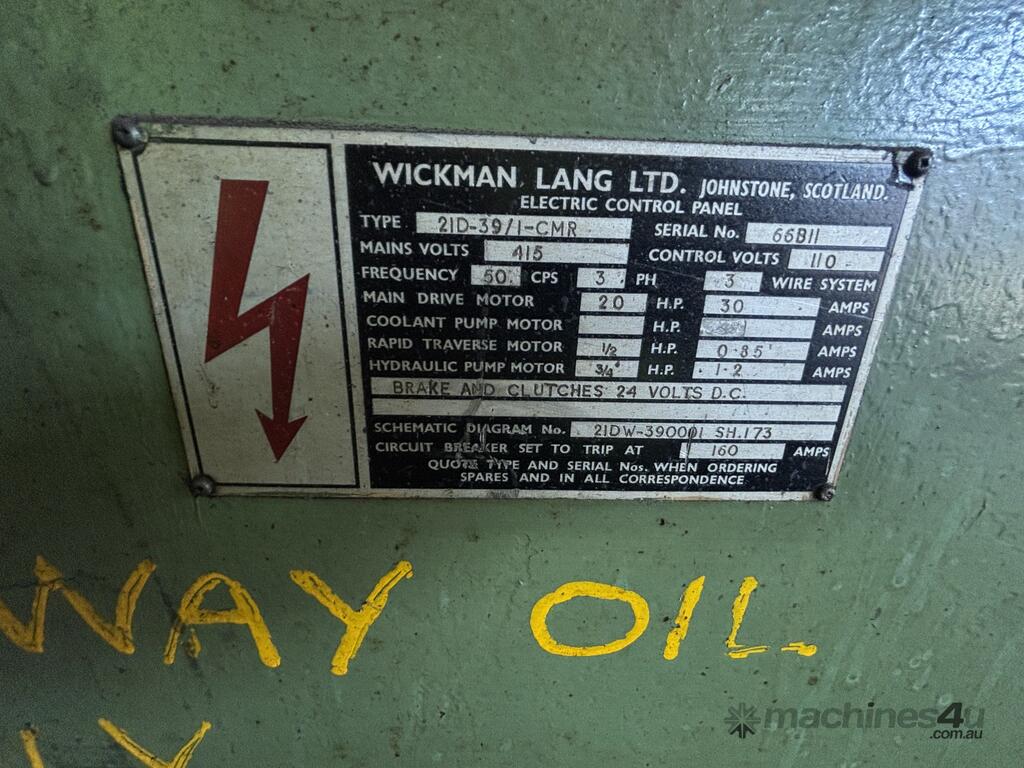 WICKMAN LANG LTD. JOHNSTONE, SCOTLAND.
ELECTRIC CONTROL PANEL
TYPE 21D-39/1-CMR SERIAL No. 66B11
MAINS VOLTS 415 CONTROL VOLTS 110
FREQUENCY 50 CPS 3 PH 3 WIRE SYSTEM
MAIN DRIVE MOTOR 20 H.P. 30 AMPS
COOLANT PUMP MOTOR H.P. AMPS
RAPID TRAVERSE MOTOR 1/2 H.P. 0.85 AMPS
HYDRAULIC PUMP MOTOR 3/4 H.P. 1.2 AMPS
BRAKE AND CLUTCHES 24 VOLTS D.C.
SCHEMATIC DIAGRAM No. 21DW-390001 SH.173
CIRCUIT BREAKER SET TO TRIP AT 160 AMPS
QUOTE TYPE AND SERIAL Nos. WHEN ORDERING
SPARES AND IN ALL CORRESPONDENCE
WAY OIL
machines4u
.com.au